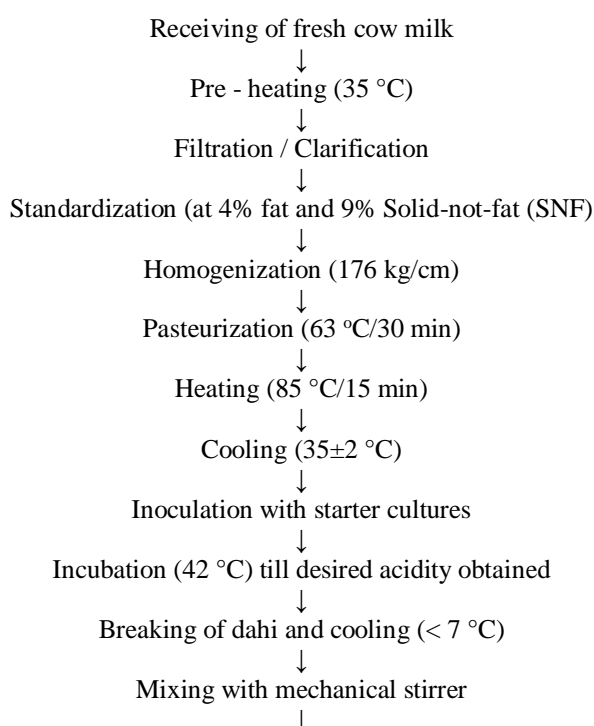 Receiving of fresh cow milk
↓
Pre - heating (35 °C)
↓
Filtration / Clarification
↓
Standardization (at 4% fat and 9% Solid-not-fat (SNF)
↓
Homogenization (176 kg/cm)
↓
Pasteurization (63 °C/30 min)
↓
Heating (85 °C/15 min)
↓
Cooling (35±2 °C)
↓
Inoculation with starter cultures
↓
Incubation (42 °C) till desired acidity obtained
↓
Breaking of dahi and cooling (< 7 °C)
↓
Mixing with mechanical stirrer